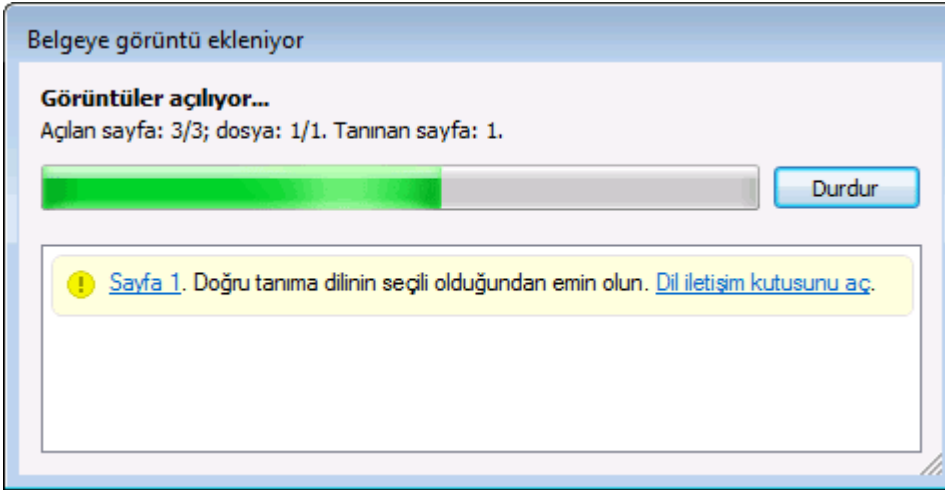 Belgeye görüntü ekleniyor
Görüntüler açılıyor...
Açılan sayfa: 3/3; dosya: 1/1. Tanınan sayfa: 1.
Durdur
Sayfa 1. Doğru tanıma dilinin seçili olduğundan emin olun. Dil iletişim kutusunu aç.